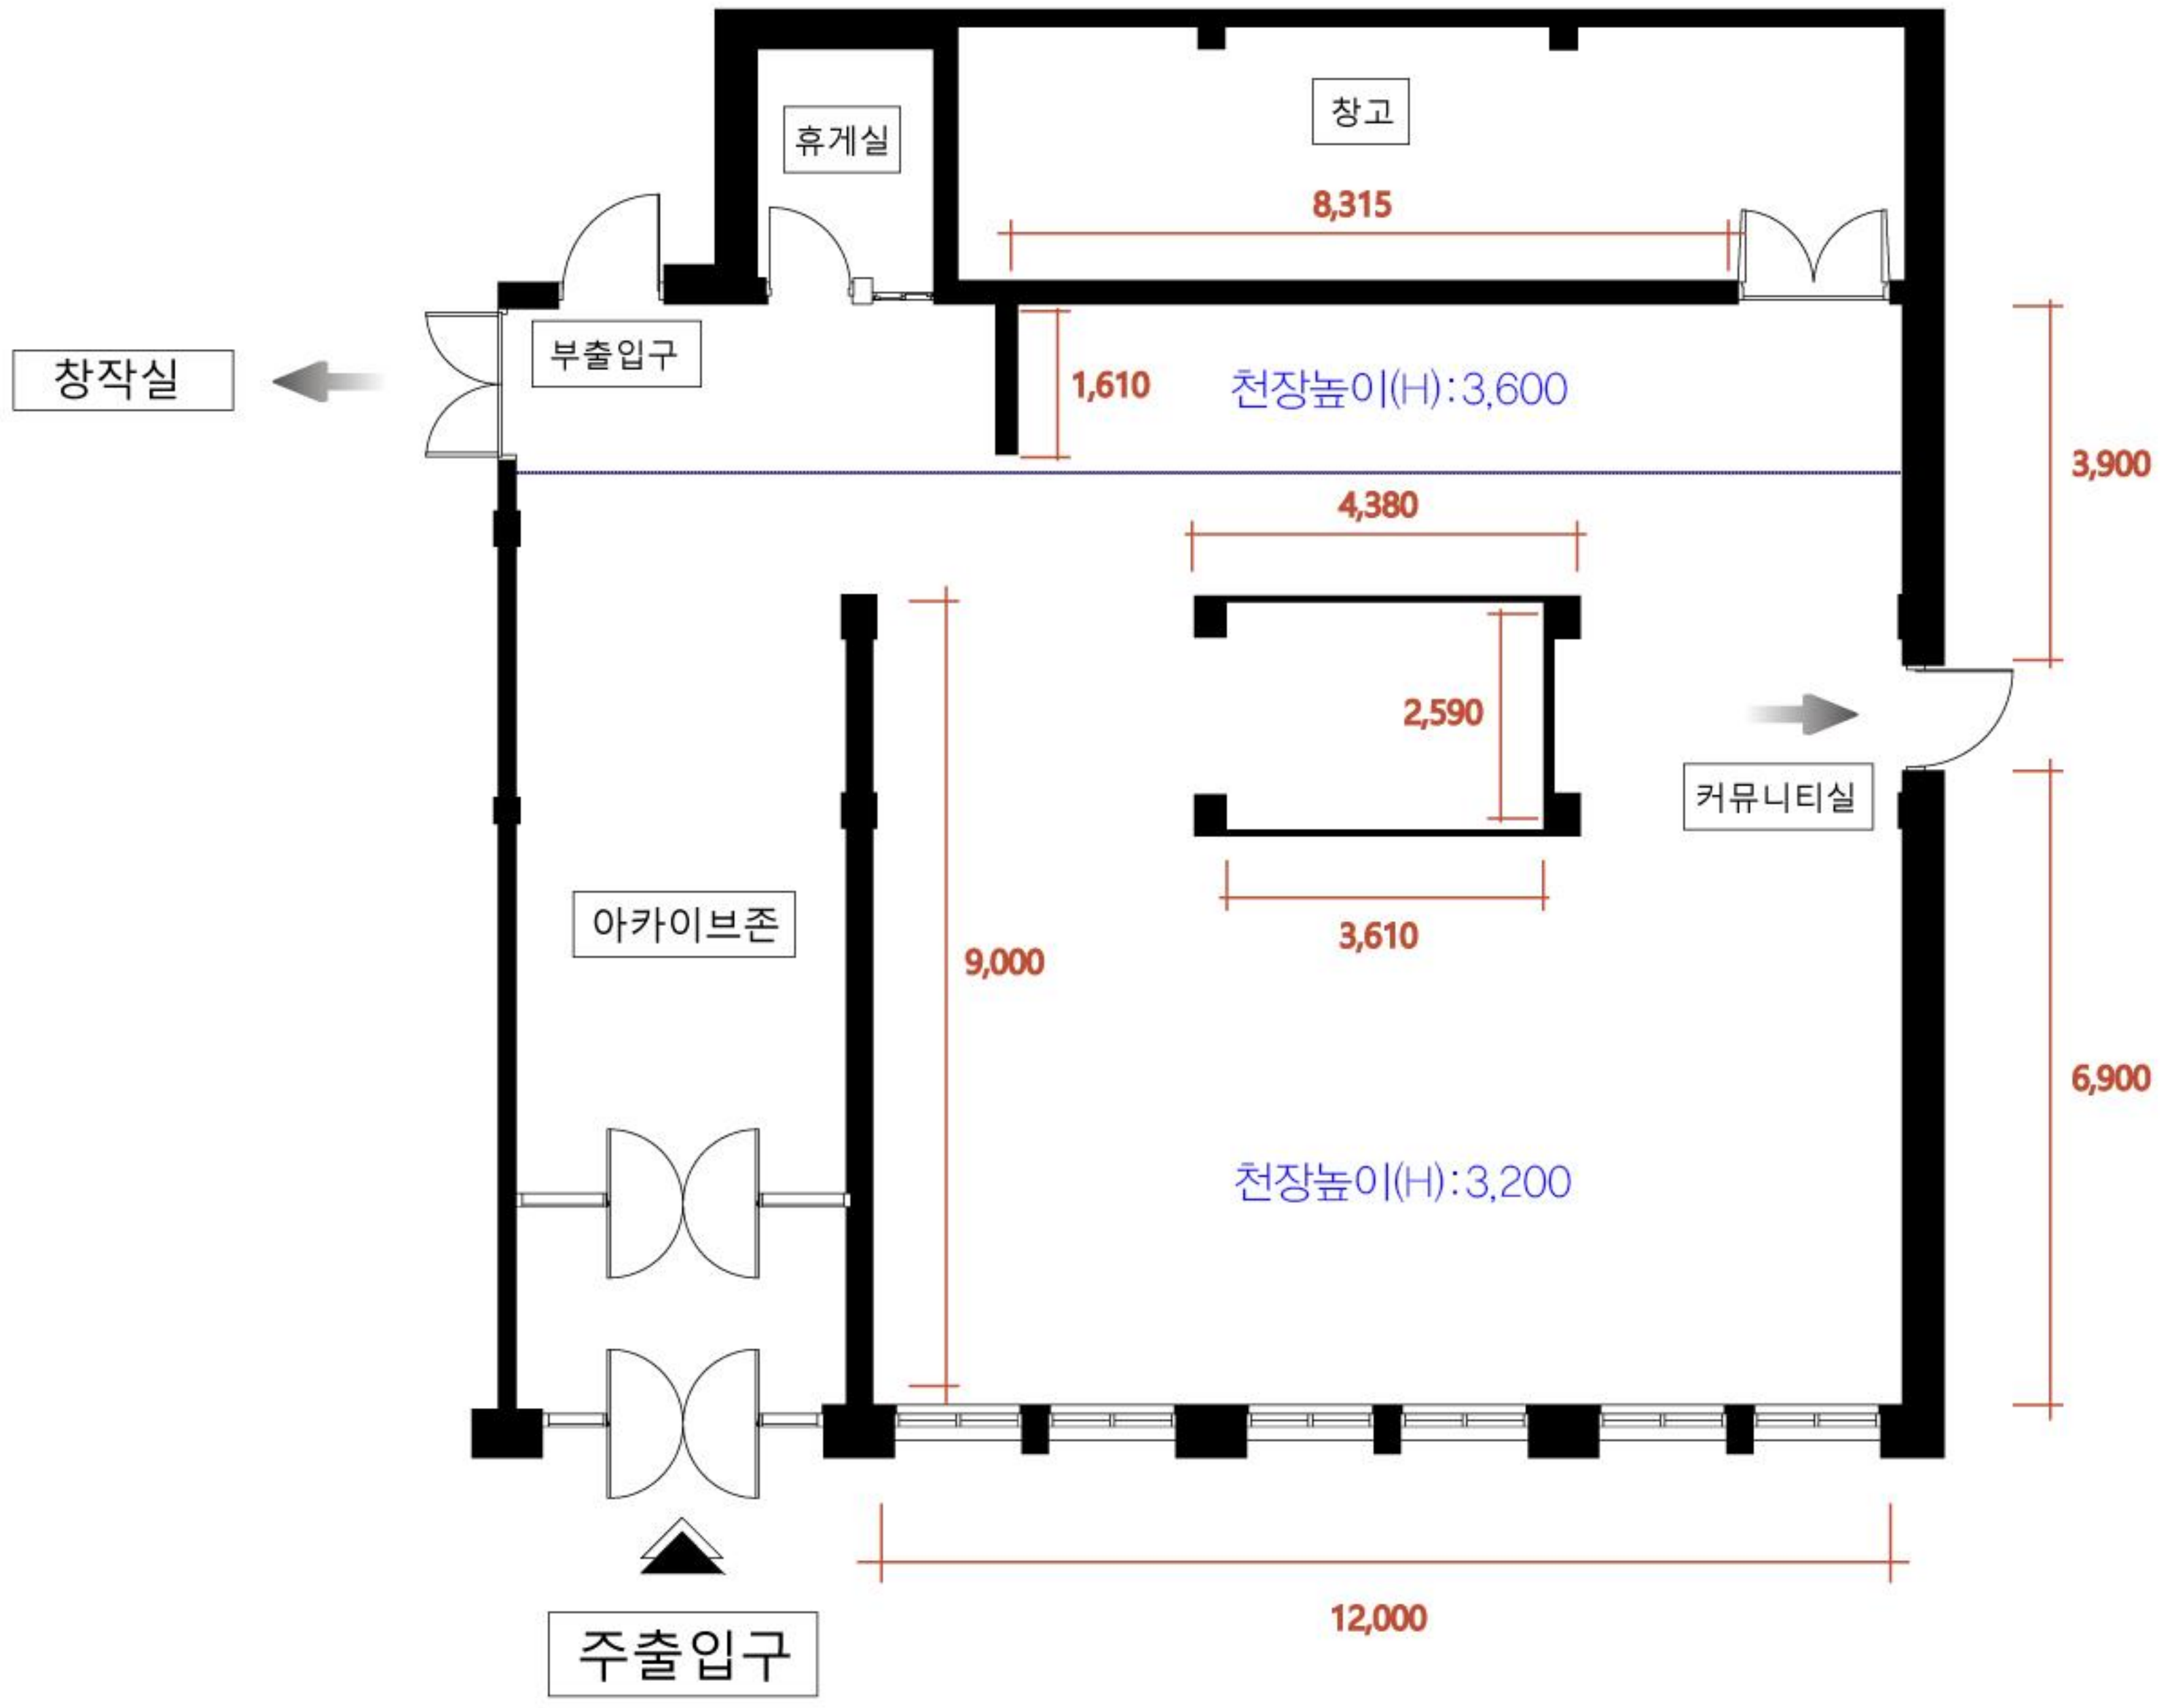 창고
휴게실
8,315
부출입구
창작실
1,610
천장높이(H):3,600
3,900
4,380
2,590
커뮤니티실
아카이브존
3,610
9,000
6,900
천장높이(H):3,200
12,000
주출입구